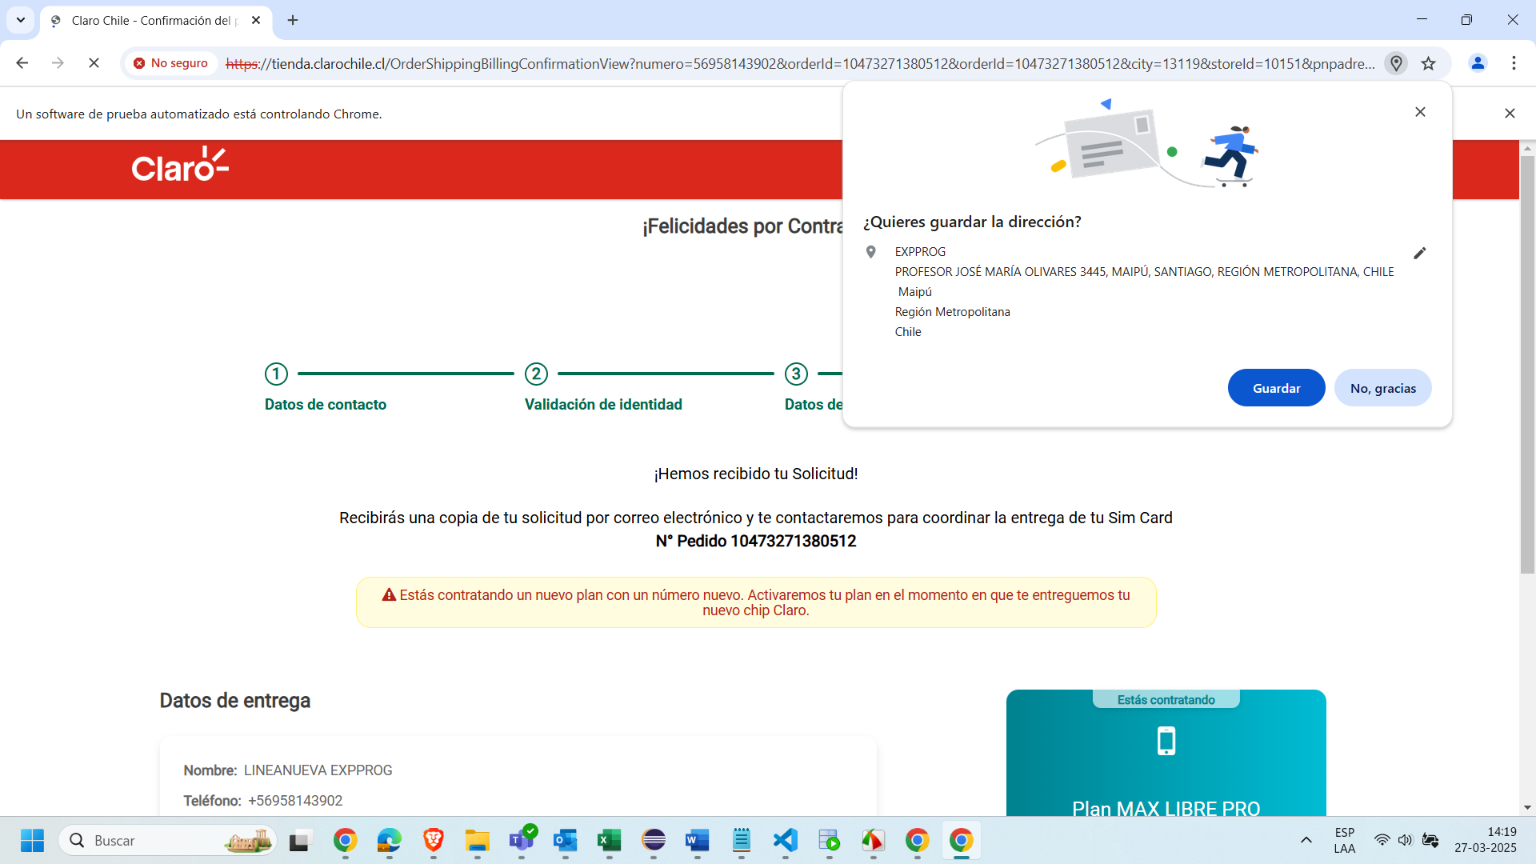 Claro Chile - Confirmación del p
No seguro
https://tienda.clarochile.cl/OrderShippingBillingConfirmationView?numero=56958143902&orderId=10473271380512&orderId=10473271380512&city=13119&storeId=10151&pnpadre...
Un software de prueba automatizado está controlando Chrome.
Claro
¡Felicidades por Contra
¿Quieres guardar la dirección?
EXPPROG
PROFESOR JOSÉ MARÍA OLIVARES 3445, MAIPÚ, SANTIAGO, REGIÓN METROPOLITANA, CHILE
Maipú
Región Metropolitana
Chile
Guardar
No, gracias
1
2
3
Datos de contacto
Validación de identidad
Datos de
¡Hemos recibido tu Solicitud!
Recibirás una copia de tu solicitud por correo electrónico y te contactaremos para coordinar la entrega de tu Sim Card
N° Pedido 10473271380512
Estás contratando un nuevo plan con un número nuevo. Activaremos tu plan en el momento en que te entreguemos tu
nuevo chip Claro.
Datos de entrega
Nombre: LINEANUEVA EXPPROG
Teléfono: +56958143902
Estás contratando
Plan MAX LIBRE PRO
Buscar
ESP
LAA
14:19
27-03-2025